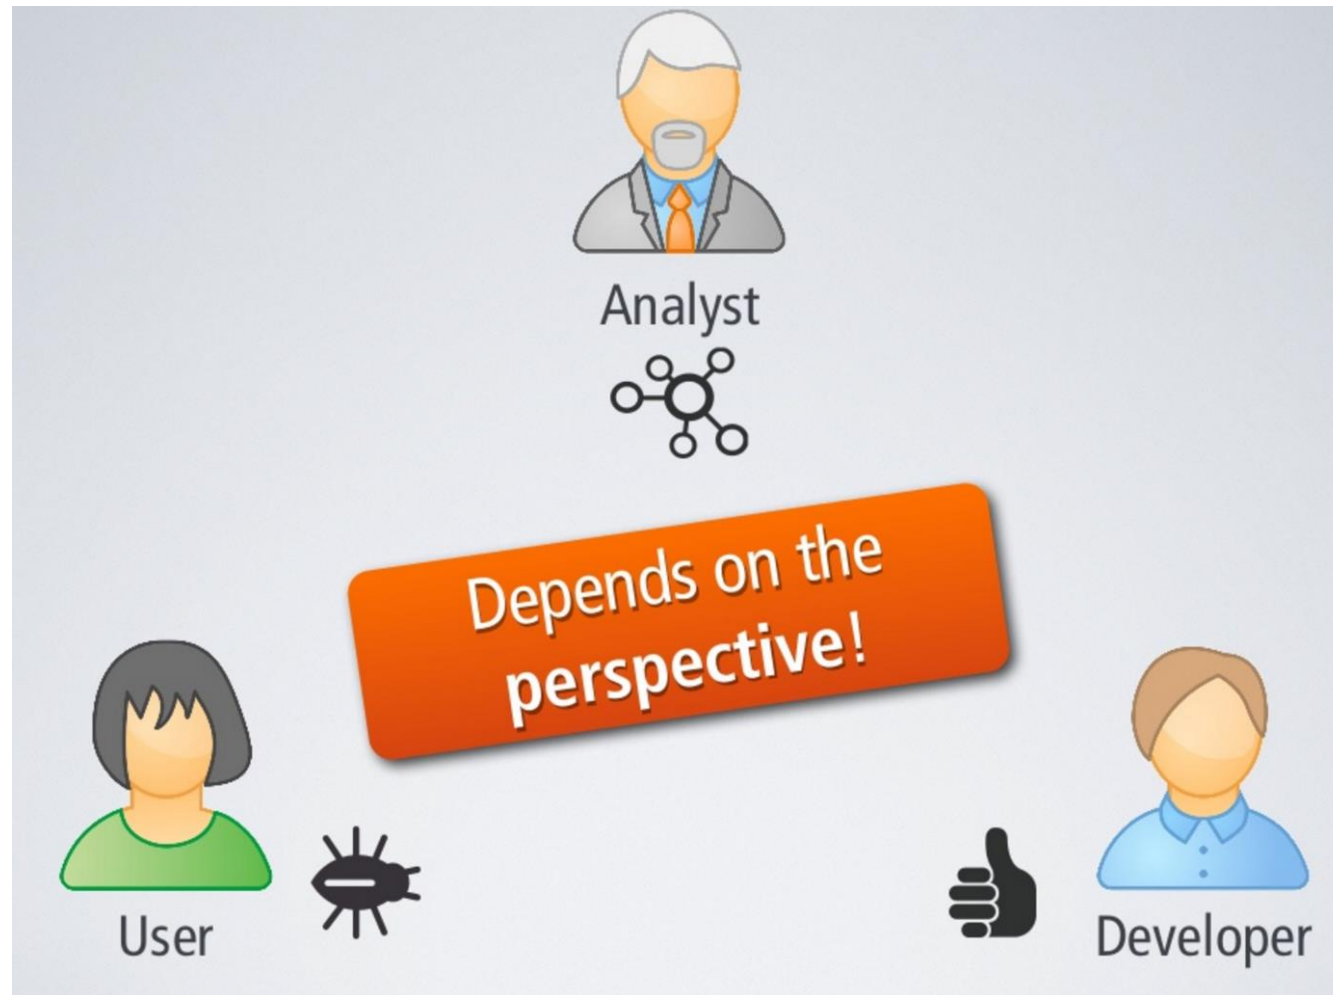 Analyst
Depends on the
perspective!
User
Developer